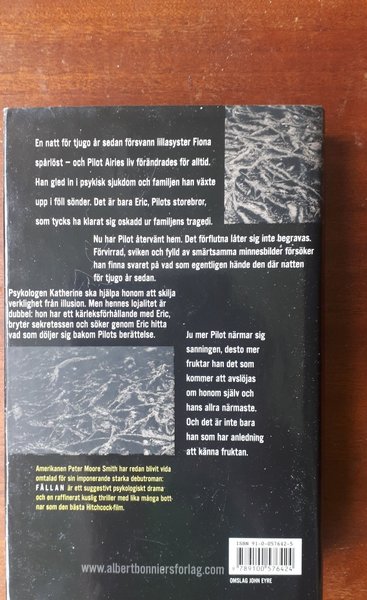 En natt för tjugo år sedan försvann lillasyster Fiona
spårlöst – och Pilot Airies liv förändrades för alltid.
Han gled in i psykisk sjukdom och familjen han växte
upp i föll sönder. Det är bara Eric, Pilots storebror,
som tycks ha klarat sig oskadd ur familjens tragedi.
Nu har Pilot återvänt hem. Det förflutna låter sig inte begravas.
Förvirrad, sviken och fylld av smärtsamma minnesbilder försöker
han finna svaret på vad som egentligen hände den där natten
för tjugo år sedan.
Psykologen Katherine ska hjälpa honom att skilja
verklighet från illusion. Men hennes lojalitet är
dubbel: hon har ett kärleksförhållande med Eric,
bryter sekretessen och söker genom Eric hitta
vad som döljer sig bakom Pilots berättelse.
Ju mer Pilot närmar sig
sanningen, desto mer
fruktar han det som
kommer att avslöjas
om honom själv och
hans allra närmaste.
Och det är inte bara
han som har anledning
att känna fruktan.
Amerikanen Peter Moore Smith har redan blivit vida
omtalad för sin imponerande starka debutroman:
FÄLLAN är ett suggestivt psykologiskt drama
och en raffinerat kuslig thriller med lika många bott-
nar som den bästa Hitchcock-film.
ISBN 91-0-057642-5
9 789100 576424
www.albertbonniersforlag.com
OMSLAG JOHN EYRE